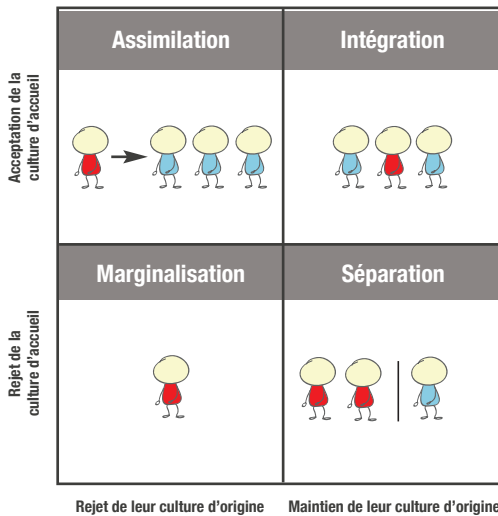 Assimilation
Intégration
Acceptation de la
culture d'accueil
Marginalisation
Séparation
Rejet de la
culture d'accueil
Rejet de leur culture d'origine
Maintien de leur culture d'origine